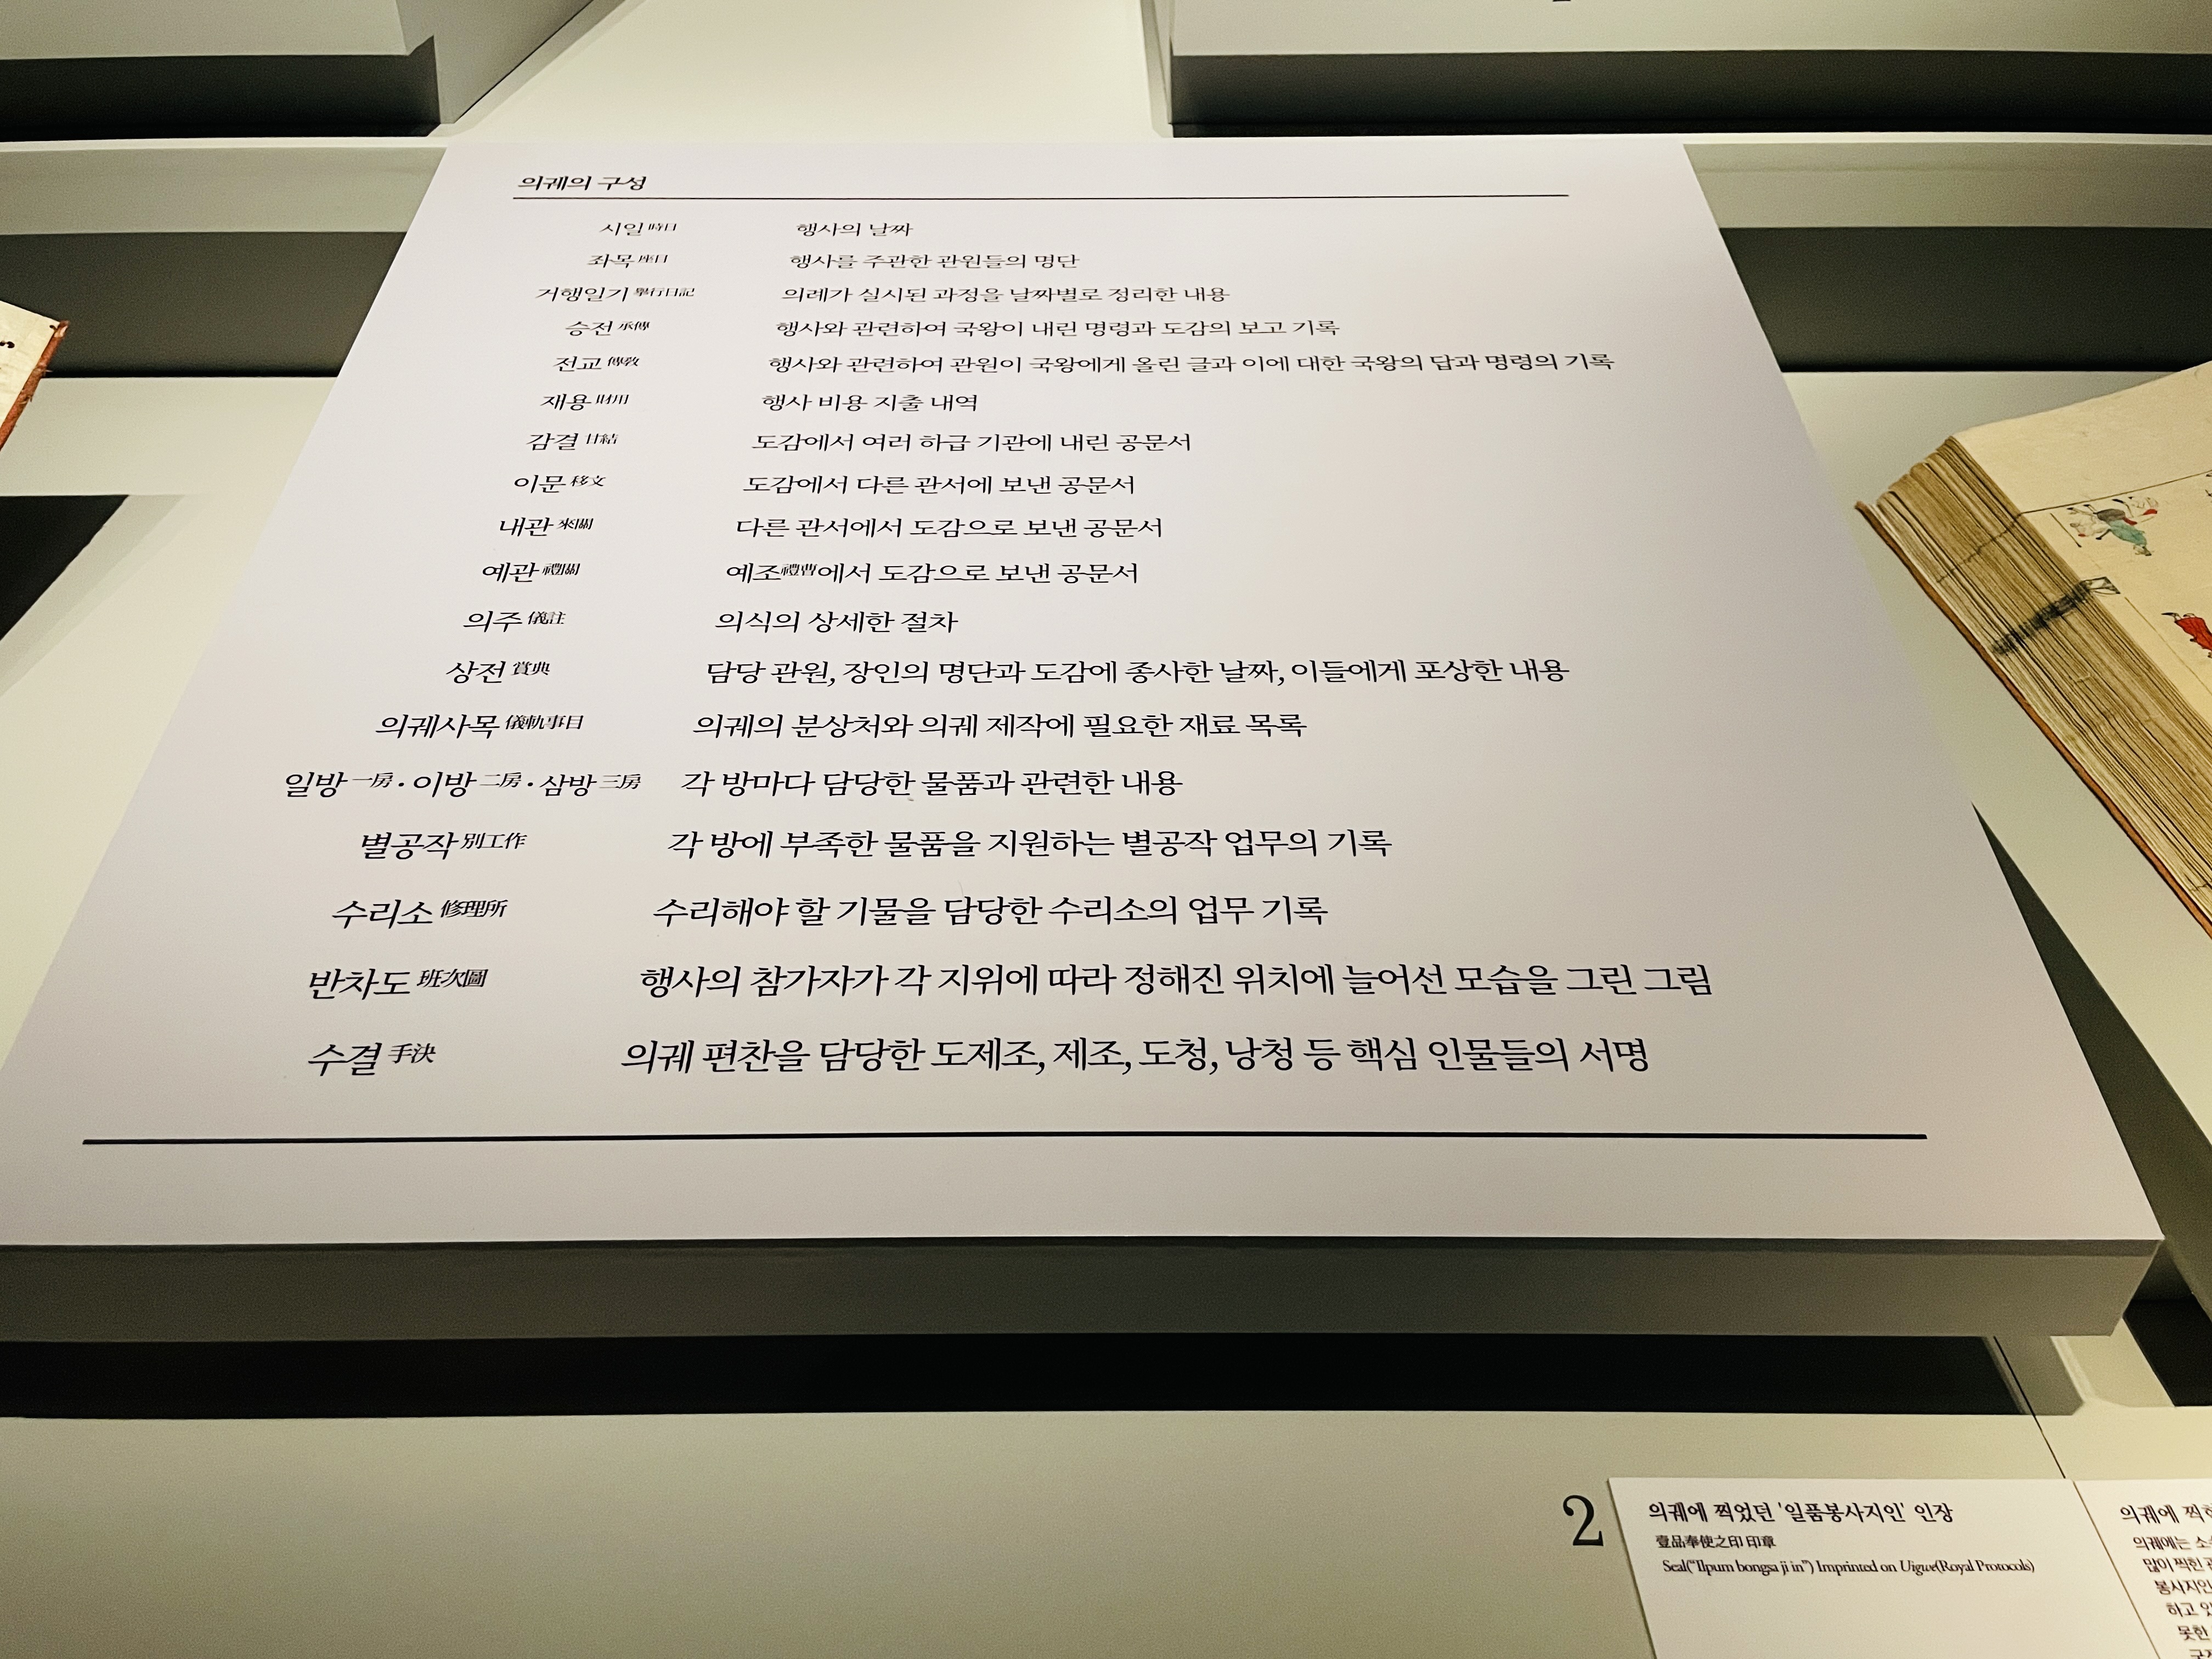 의궤의 구성
시일 時日 행사의 날짜
좌목 座目 행사를 주관한 관원들의 명단
거행일기 擧行日記 의례가 실시된 과정을 날짜별로 정리한 내용
승전 承傳 행사와 관련하여 국왕이 내린 명령과 도감의 보고 기록
전교 傳敎 행사와 관련하여 관원이 국왕에게 올린 글과 이에 대한 국왕의 답과 명령의 기록
재용 財用 행사 비용 지출 내역
감결 甘結 도감에서 여러 하급 기관에 내린 공문서
이문 移文 도감에서 다른 관서에 보낸 공문서
내관 來關 다른 관서에서 도감으로 보낸 공문서
예관 禮關 예조禮曹에서 도감으로 보낸 공문서
의주 儀註 의식의 상세한 절차
상전 賞典 담당 관원, 장인의 명단과 도감에 종사한 날짜, 이들에게 포상한 내용
의궤사목 儀軌事目 의궤의 분상처와 의궤 제작에 필요한 재료 목록
일방 一房 · 이방 二房 · 삼방 三房 각 방마다 담당한 물품과 관련한 내용
별공작 別工作 각 방에 부족한 물품을 지원하는 별공작 업무의 기록
수리소 修理所 수리해야 할 기물을 담당한 수리소의 업무 기록
반차도 班次圖 행사의 참가자가 각 지위에 따라 정해진 위치에 늘어선 모습을 그린 그림
수결 手決 의궤 편찬을 담당한 도제조, 제조, 도청, 낭청 등 핵심 인물들의 서명
2
의궤에 찍었던 '일품봉사지인' 인장
壹品奉使之印 印章
Seal("Ilpum bongsa ji in") Imprinted on Uigwe(Royal Protocols)
의궤에
의궤에는
많이 찍힌
봉사지인
하고
못한